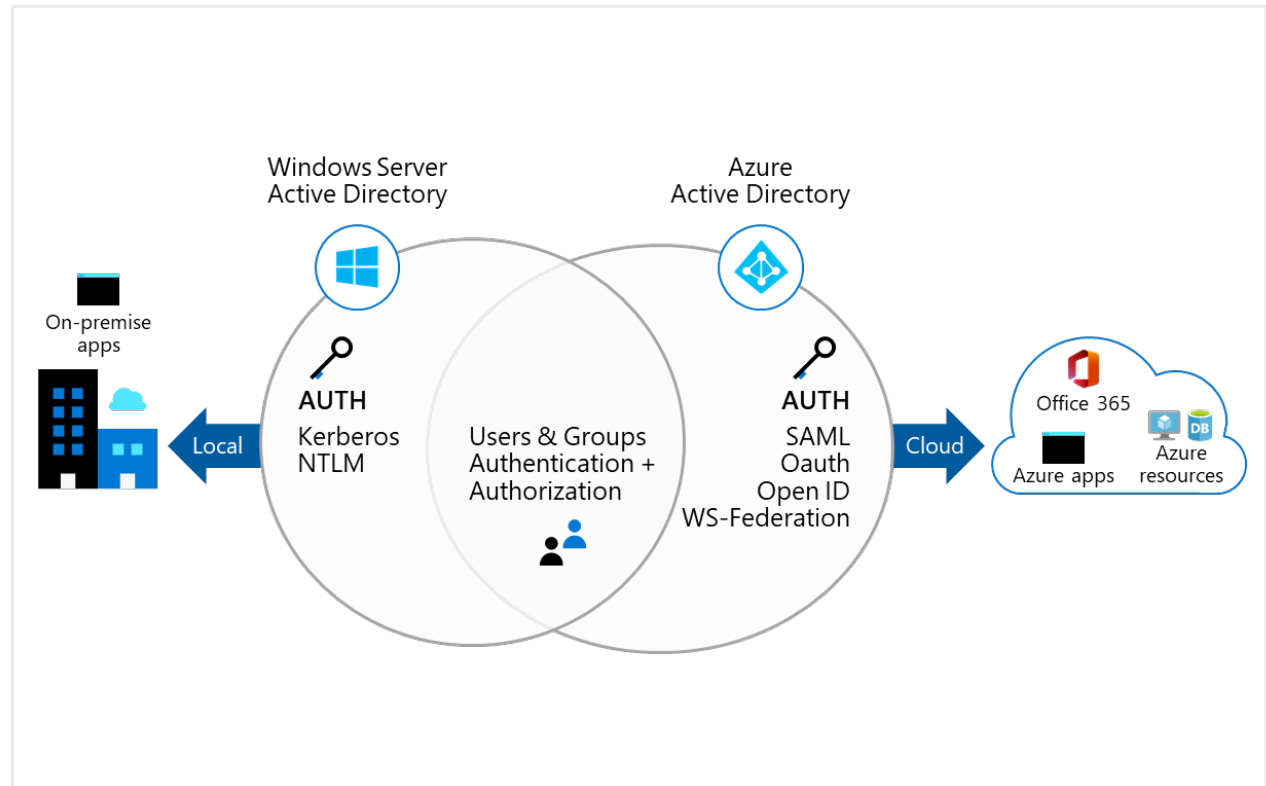 Windows Server
Active Directory
Azure
Active Directory
On-premise
apps
Local
AUTH
Kerberos
NTLM
Users & Groups
Authentication +
Authorization
AUTH
SAML
Oauth
Open ID
WS-Federation
Cloud
Office 365
DB
Azure apps
Azure
resources